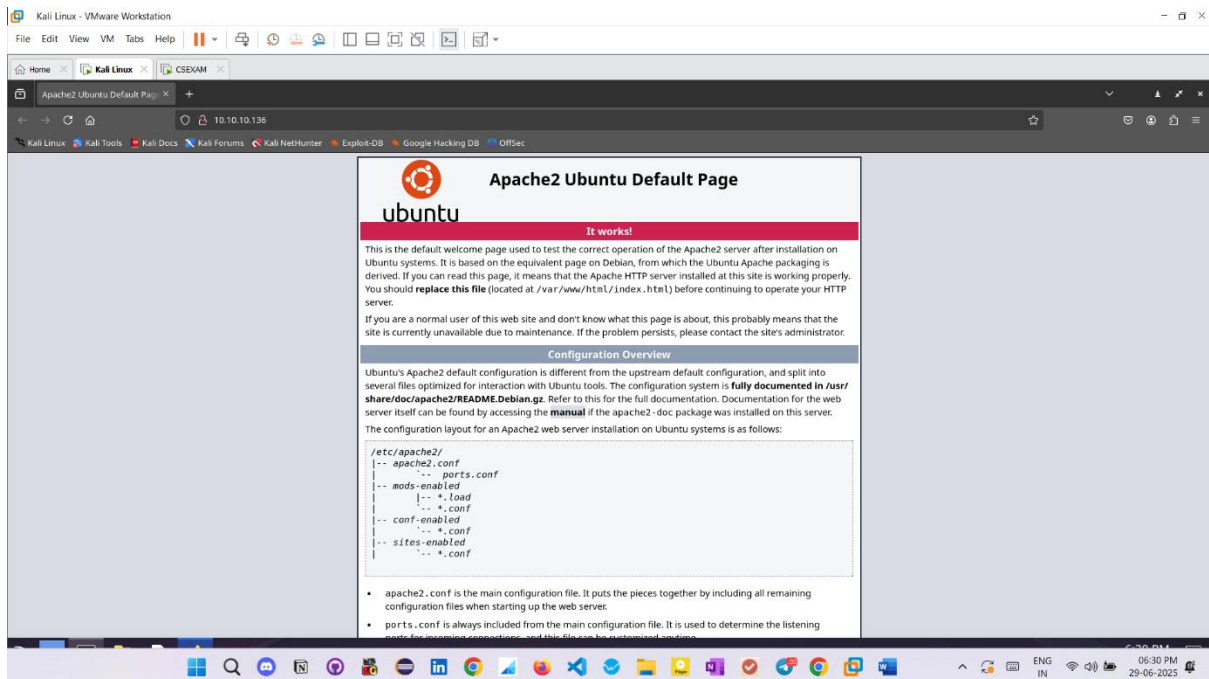 Kali Linux - VMware Workstation
File Edit View VM Tabs Help
Home
Kali Linux
CSEXAM
Apache2 Ubuntu Default Page
10.10.10.136
Kali Linux Kali Tools Kali Docs Kali Forums Kali NetHunter Exploit-DB Google Hacking DB OffSec
ubuntu
Apache2 Ubuntu Default Page
It works!
This is the default welcome page used to test the correct operation of the Apache2 server after installation on
Ubuntu systems. It is based on the equivalent page on Debian, from which the Ubuntu Apache packaging is
derived. If you can read this page, it means that the Apache HTTP server installed at this site is working properly.
You should replace this file (located at /var/www/html/index.html) before continuing to operate your HTTP
server.
If you are a normal user of this web site and don't know what this page is about, this probably means that the
site is currently unavailable due to maintenance. If the problem persists, please contact the site's administrator.
Configuration Overview
Ubuntu's Apache2 default configuration is different from the upstream default configuration, and split into
several files optimized for interaction with Ubuntu tools. The configuration system is fully documented in /usr/
share/doc/apache2/README.Debian.gz. Refer to this for the full documentation. Documentation for the web
server itself can be found by accessing the manual if the apache2-doc package was installed on this server.
The configuration layout for an Apache2 web server installation on Ubuntu systems is as follows:
/etc/apache2/
|-- apache2.conf
|       `--  ports.conf
|-- mods-enabled
|       |-- *.load
|       `-- *.conf
|-- conf-enabled
|       `-- *.conf
|-- sites-enabled
|       `-- *.conf
• apache2.conf is the main configuration file. It puts the pieces together by including all remaining
configuration files when starting up the web server.
• ports.conf is always included from the main configuration file. It is used to determine the listening
ports for incoming connections, and this file can be customized anytime.
ENG
IN
06:30 PM
29-06-2025